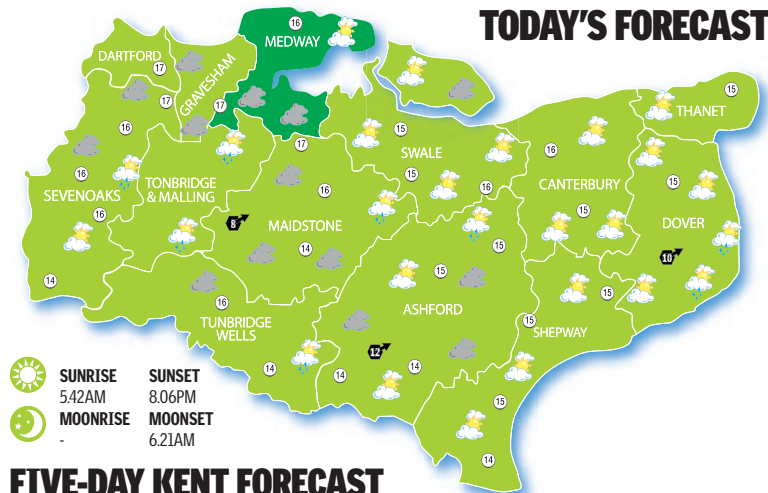 TODAY'S FORECAST
16
MEDWAY
DARTFORD
17
GRAVESHAM
17
17
16
17
16
SEVENOAKS
16
14
TONBRIDGE
& MALLING
8
MAIDSTONE
16
14
15
SWALE
15
16
16
CANTERBURY
15
15
THANET
15
DOVER
10
15
ASHFORD
15
12
14
14
15
SHEPWAY
15
15
14
16
TUNBRIDGE
WELLS
14
SUNRISE SUNSET
5.42AM 8.06PM
MOONRISE MOONSET
- 6.21AM
FIVE-DAY KENT FORECAST